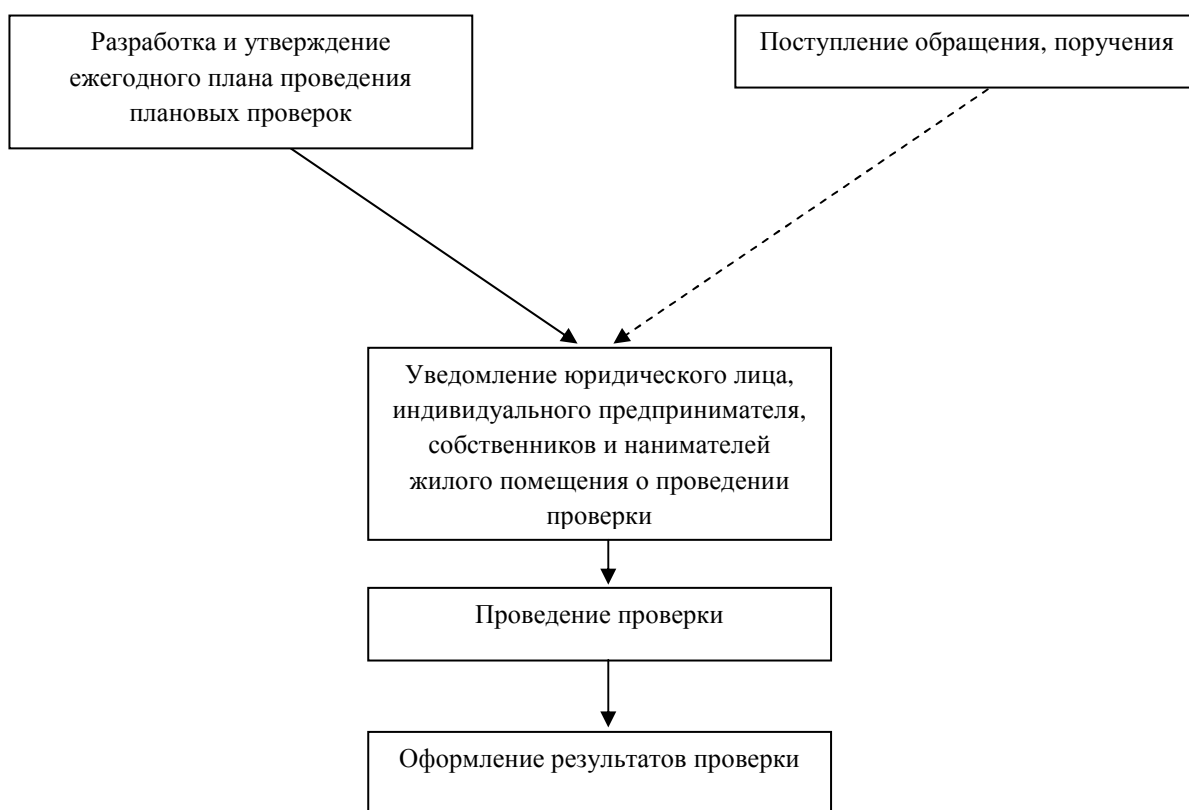 Разработка и утверждение
ежегодного плана проведения
плановых проверок
Поступление обращения, поручения
Уведомление юридического лица,
индивидуального предпринимателя,
собственников и нанимателей
жилого помещения о проведении
проверки
Проведение проверки
Оформление результатов проверки